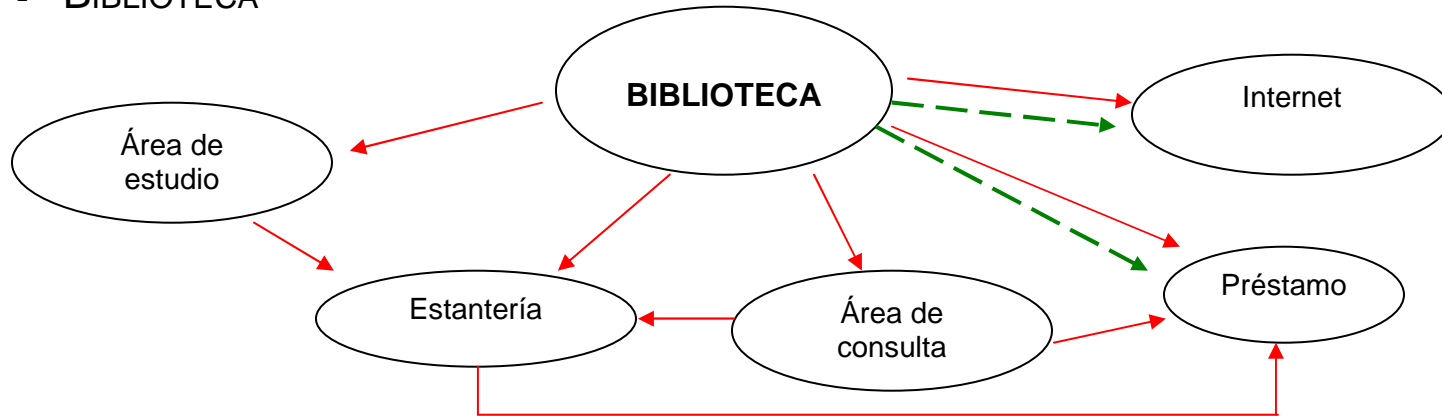 - BIBLIOTECA
BIBLIOTECA
Internet
Área de
estudio
Préstamo
Estantería
Área de
consulta